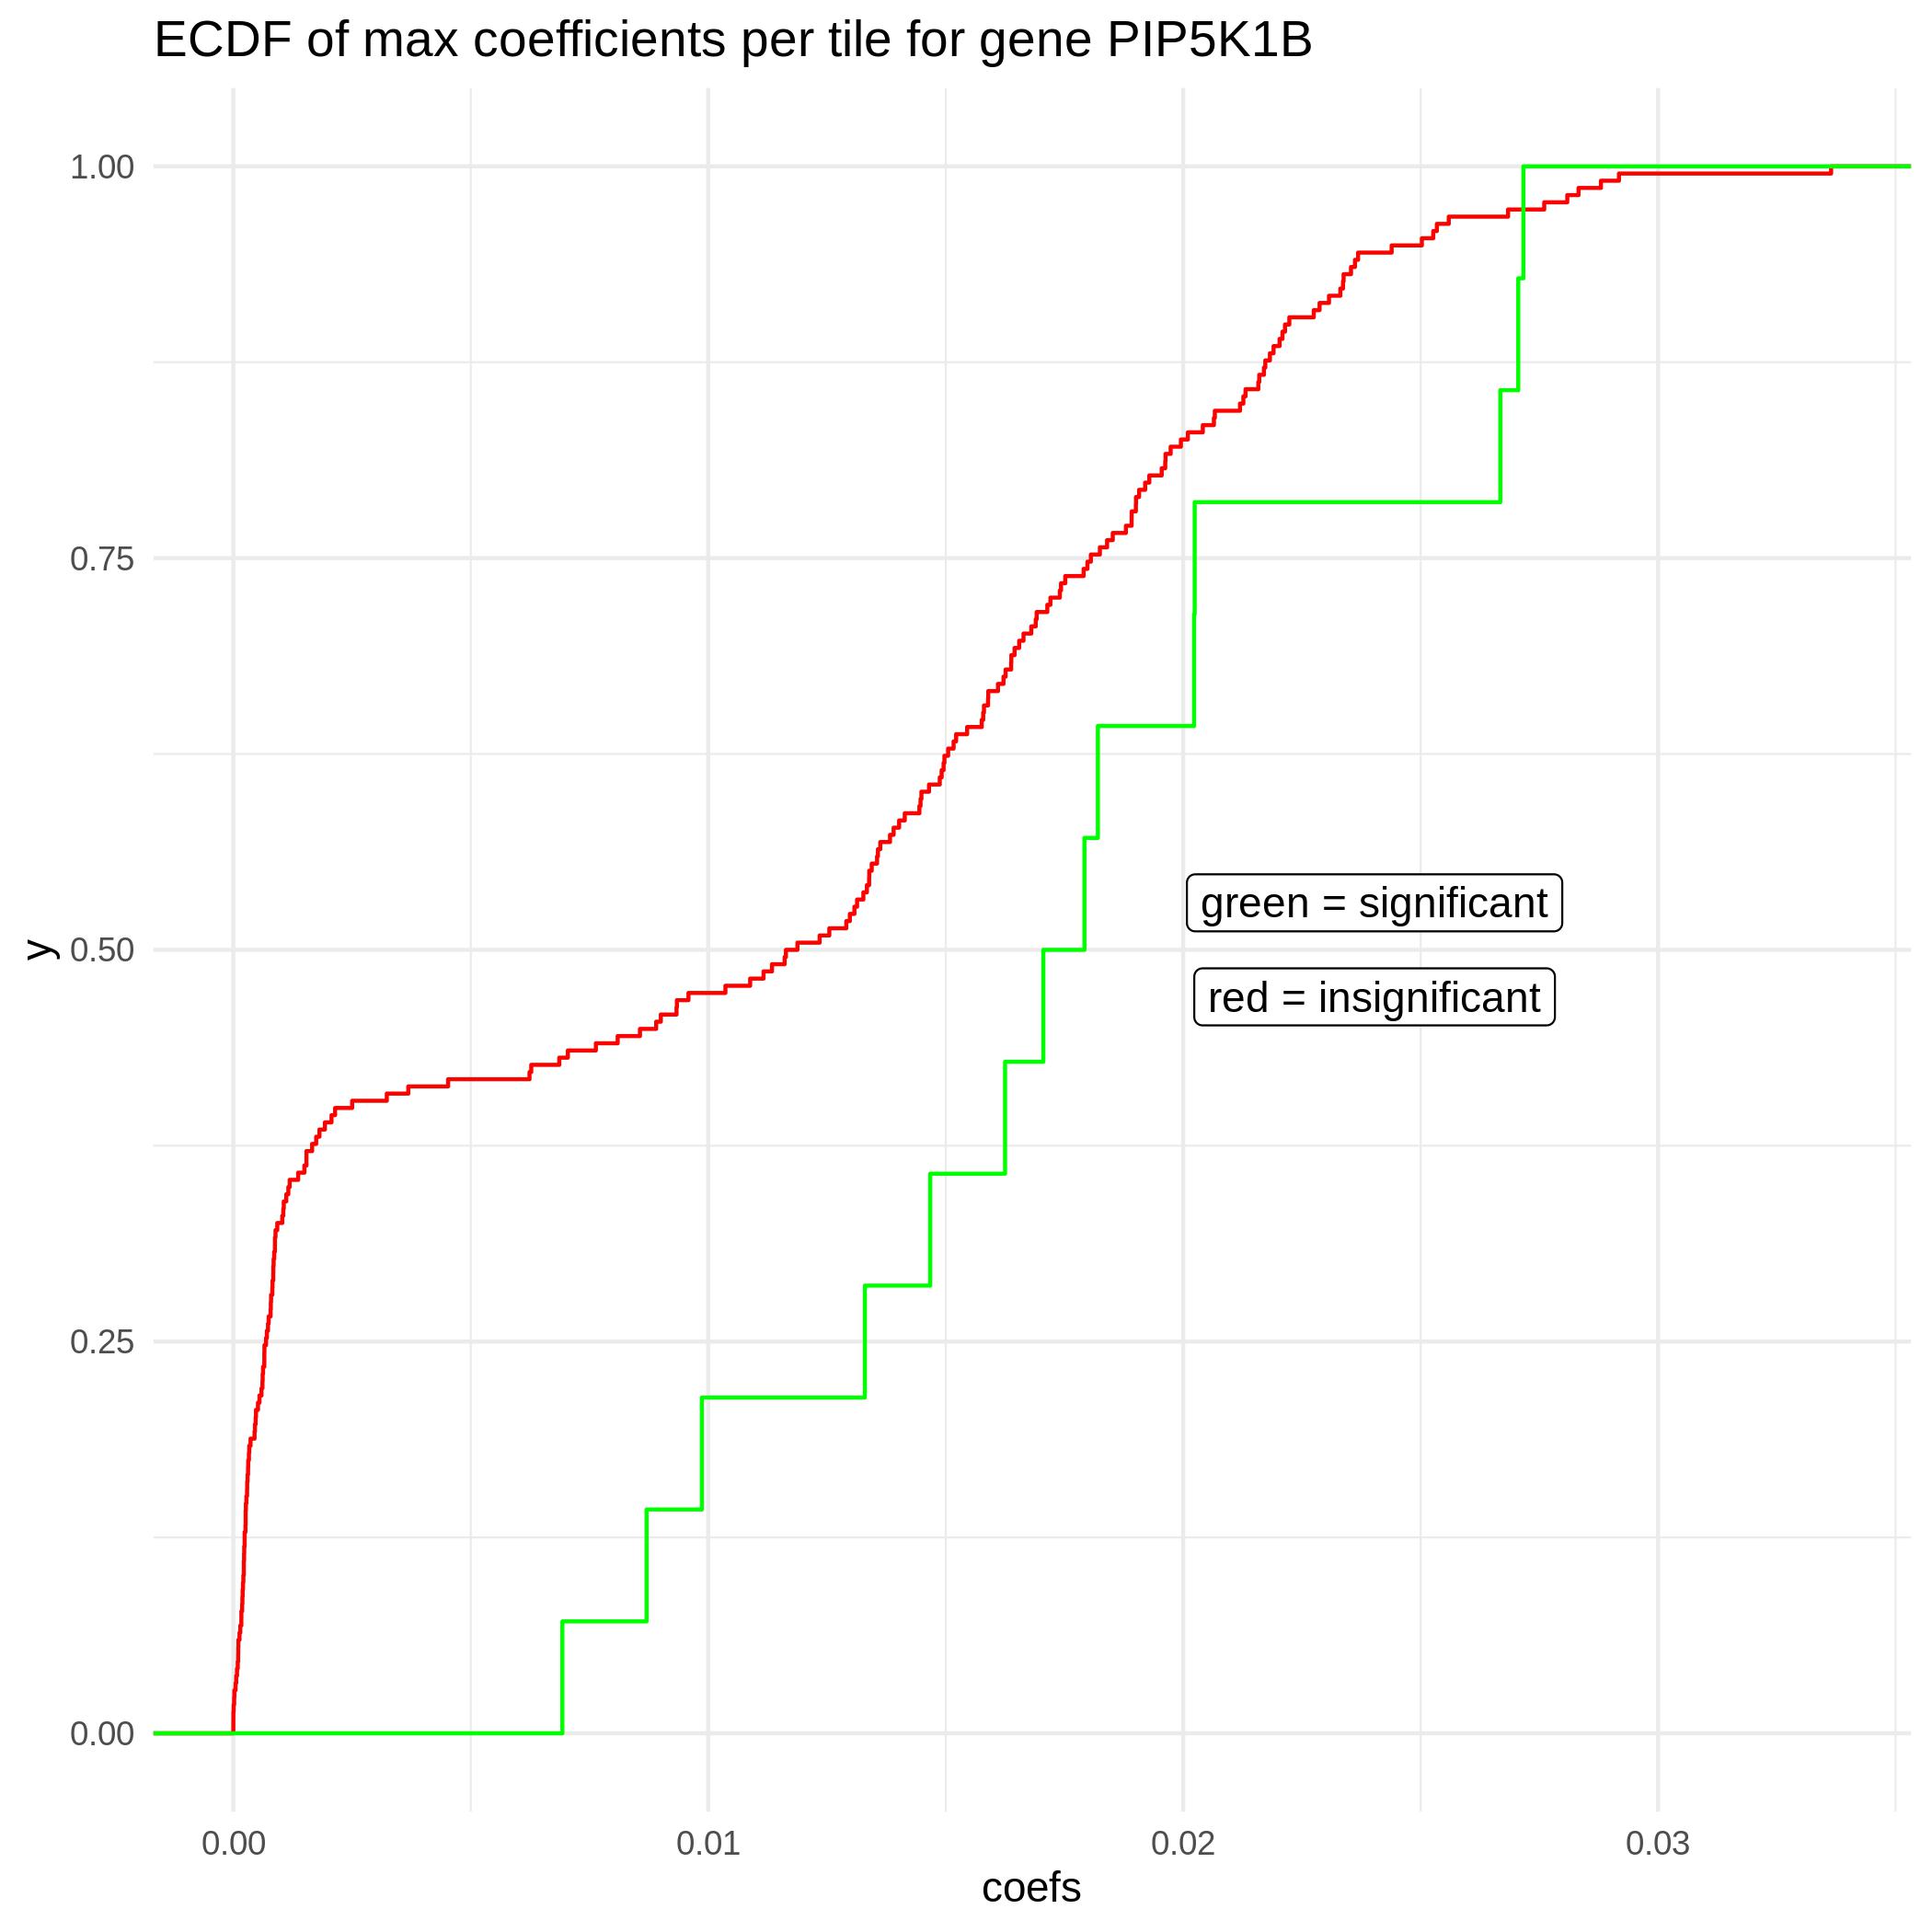 ECDF of max coefficients per tile for gene PIP5K1B
1.00
0.75
0.50
0.25
0.00
y
green = significant
red = insignificant
0.00 0.01 0.02 0.03
coefs